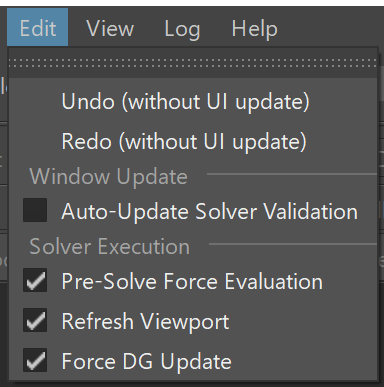 Edit View Log Help
Undo (without UI update)
Redo (without UI update)
Window Update
Auto-Update Solver Validation
Solver Execution
Pre-Solve Force Evaluation
Refresh Viewport
Force DG Update